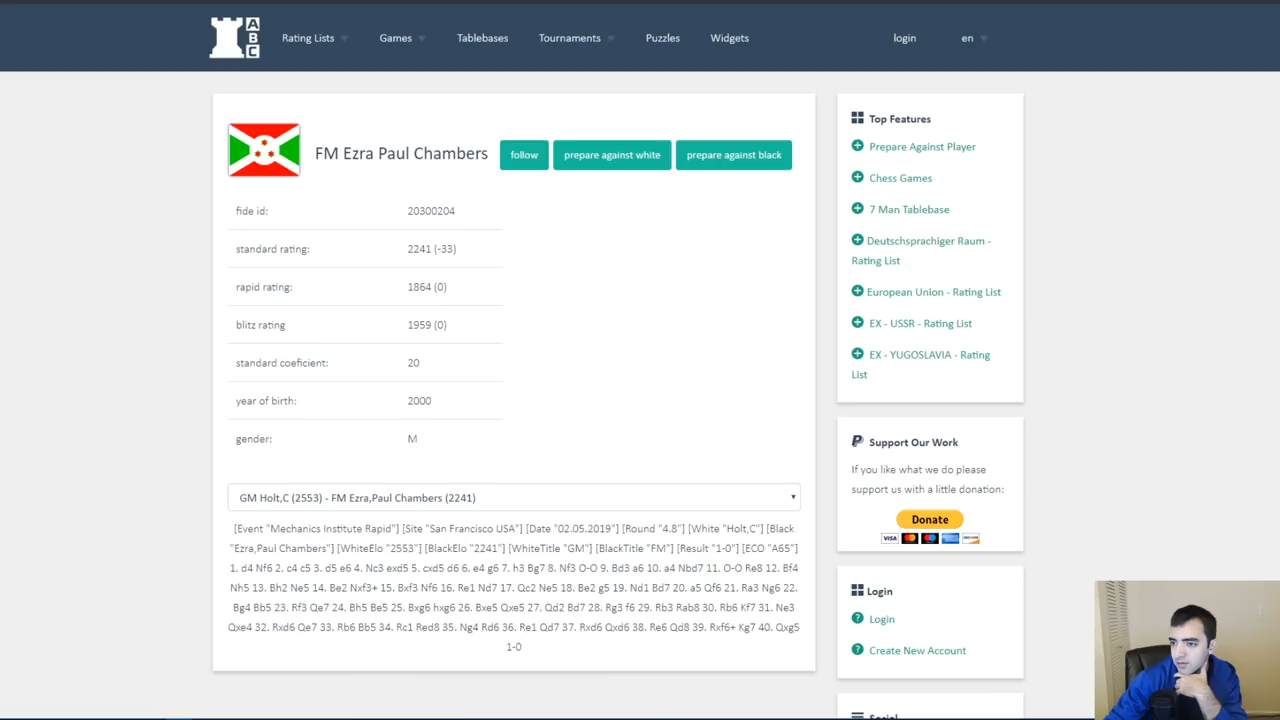 A
B
C
Rating Lists
Games
Tablebases
Tournaments
Puzzles
Widgets
login
en
FM Ezra Paul Chambers
follow
prepare against white
prepare against black
fide id: 20300204
standard rating: 2241 (-33)
rapid rating: 1864 (0)
blitz rating 1959 (0)
standard coeficient: 20
year of birth: 2000
gender: M
GM Holt,C (2553) - FM Ezra,Paul Chambers (2241)
[Event "Mechanics Institute Rapid"] [Site "San Francisco USA"] [Date "02.05.2019"] [Round "4.8"] [White "Holt,C"] [Black
"Ezra,Paul Chambers"] [WhiteElo "2553"] [BlackElo "2241"] [WhiteTitle "GM"] [BlackTitle "FM"] [Result "1-0"] [ECO "A65"]
1. d4 Nf6 2. c4 c5 3. d5 e6 4. Nc3 exd5 5. cxd5 d6 6. e4 g6 7. h3 Bg7 8. Nf3 O-O 9. Bd3 a6 10. a4 Nbd7 11. O-O Re8 12. Bf4
Nh5 13. Bh2 Ne5 14. Be2 Nxf3+ 15. Bxf3 Nf6 16. Re1 Nd7 17. Qc2 Ne5 18. Be2 g5 19. Nd1 Bd7 20. a5 Qf6 21. Ra3 Ng6 22.
Bg4 Bb5 23. Rf3 Qe7 24. Bh5 Be5 25. Bxg6 hxg6 26. Bxe5 Qxe5 27. Qd2 Bd7 28. Rg3 f6 29. Rb3 Rab8 30. Rb6 Kf7 31. Ne3
Qxe4 32. Rxd6 Qe7 33. Rb6 Bb5 34. Rc1 34... 35. Ng4 Rd6 36. Re1 Qd7 37. Rxd6 Qxd6 38. Re6 Qd8 39. Rxf6+ Kg7 40. Qxg5
1-0
Top Features
Prepare Against Player
Chess Games
7 Man Tablebase
Deutschsprachiger Raum -
Rating List
European Union - Rating List
EX - USSR - Rating List
EX - YUGOSLAVIA - Rating
List
Support Our Work
If you like what we do please
support us with a little donation:
Donate
VISA
Login
Login
Create New Account
Social